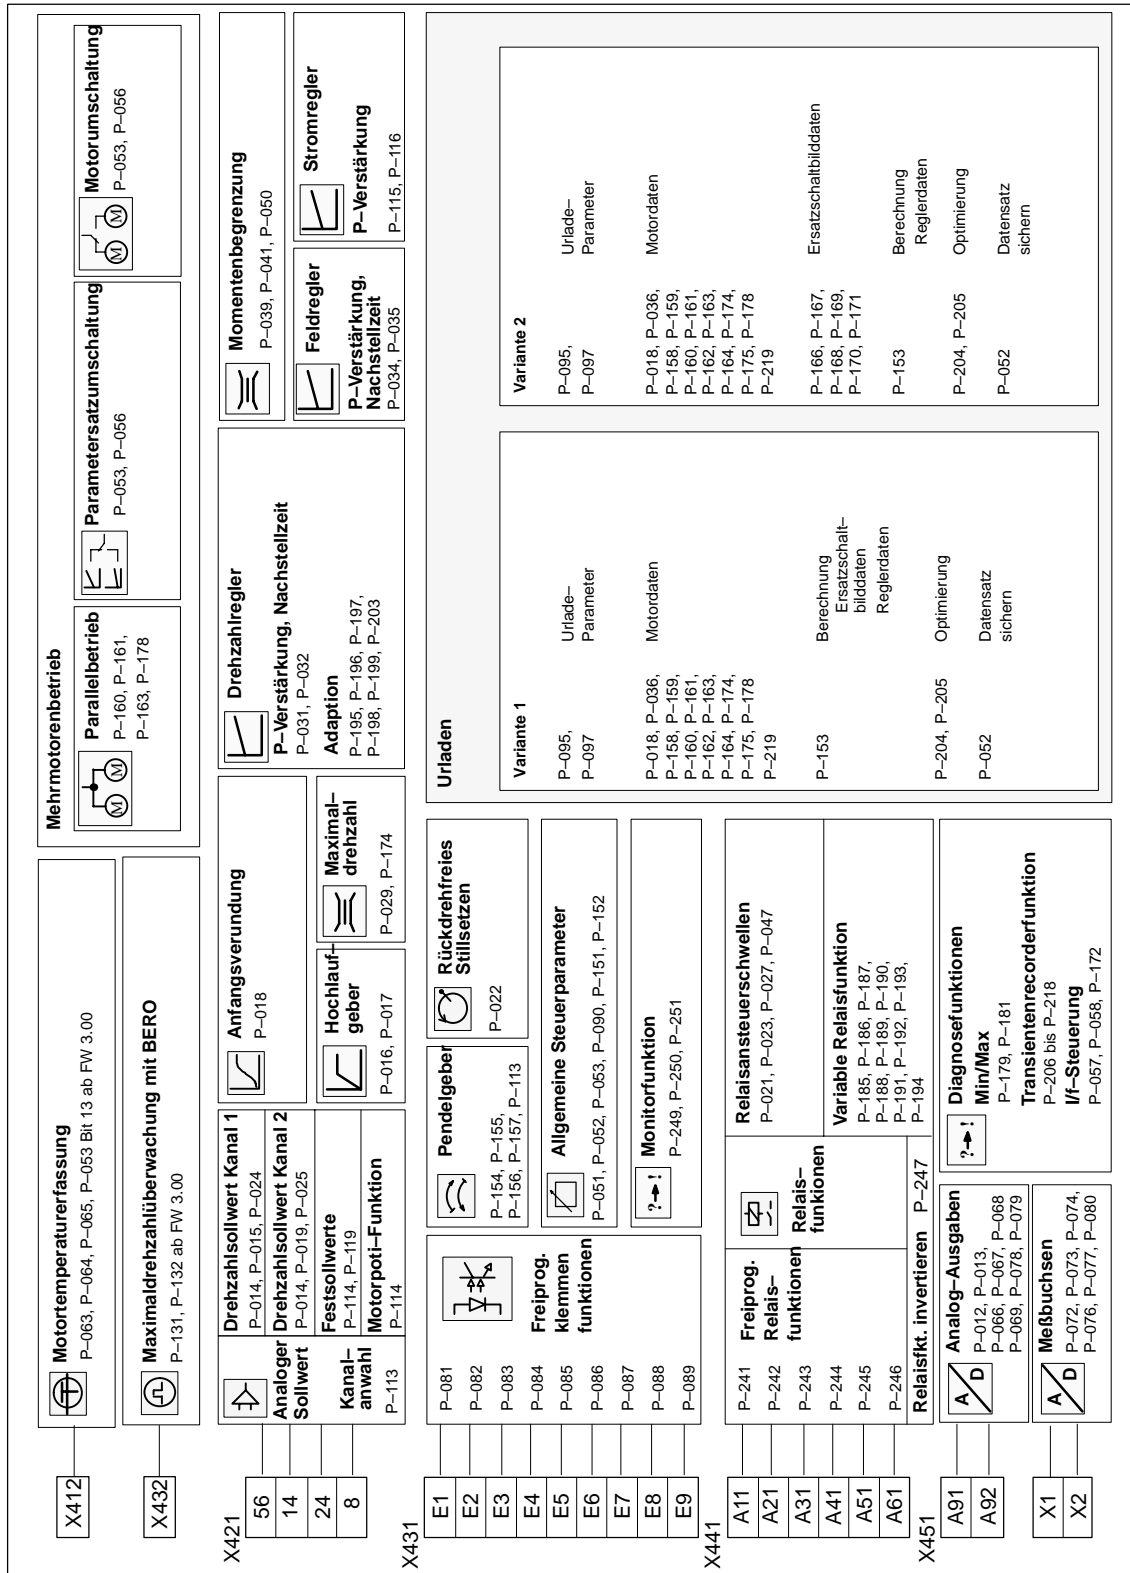 X412
Motortemperaturerfassung
P–063, P–064, P–065, P–053 Bit 13 ab FW 3.00
X432
Maximaldrehzahlüberwachung mit BERO
P–131, P–132 ab FW 3.00
Mehrmotorenbetrieb
M M
Parallelbetrieb
P–160, P–161,
P–163, P–178
Parametersatzumschaltung
P–053, P–056
M M
Motorumschaltung
P–053, P–056
X421
56
14
24
8
Analoger
Sollwert
Kanal–
anwahl
P–113
Drehzahlsollwert Kanal 1
P–014, P–015, P–024
Drehzahlsollwert Kanal 2
P–014, P–019, P–025
Festsollwerte
P–114, P–119
Motorpoti–Funktion
P–114
Anfangsverundung
P–018
Hochlauf–
geber
P–016, P–017
Maximal–
drehzahl
P–029, P–174
Drehzahlregler
P–Verstärkung, Nachstellzeit
P–031, P–032
Adaption
P–195, P–196, P–197,
P–198, P–199, P–203
Momentenbegrenzung
P–039, P–041, P–050
Feldregler
P–Verstärkung,
Nachstellzeit
P–034, P–035
Stromregler
P–Verstärkung
P–115, P–116
X431
E1
E2
E3
E4
E5
E6
E7
E8
E9
P–081
P–082
P–083
P–084
P–085
P–086
P–087
P–088
P–089
Freiprog.
klemmen
funktionen
Pendelgeber
P–154, P–155,
P–156, P–157, P–113
Rückdrehfreies
Stillsetzen
P–022
Allgemeine Steuerparameter
P–051, P–052, P–053, P–090, P–151, P–152
?→!
Monitorfunktion
P–249, P–250, P–251
Urladen
Variante 1
P–095,
P–097
Urlade–
Parameter
P–018, P–036,
P–158, P–159,
P–160, P–161,
P–162, P–163,
P–164, P–174,
P–175, P–178
P–219
Motordaten
P–153
Berechnung
Ersatzschalt–
bilddaten
Reglerdaten
P–204, P–205
Optimierung
P–052
Datensatz
sichern
Variante 2
P–095,
P–097
Urlade–
Parameter
P–018, P–036,
P–158, P–159,
P–160, P–161,
P–162, P–163,
P–164, P–174,
P–175, P–178
P–219
Motordaten
P–166, P–167,
P–168, P–169,
P–170, P–171
Ersatzschaltbilddaten
P–153
Berechnung
Reglerdaten
P–204, P–205
Optimierung
P–052
Datensatz
sichern
X441
A11
A21
A31
A41
A51
A61
P–241
P–242
P–243
P–244
P–245
P–246
Freiprog.
Relais–
funktionen
Relais–
funkionen
Relaisfkt. invertieren P–247
Relaisansteuerschwellen
P–021, P–023, P–027, P–047
Variable Relaisfunktion
P–185, P–186, P–187,
P–188, P–189, P–190,
P–191, P–192, P–193,
P–194
X451
A91
A92
A
D
Analog–Ausgaben
P–012, P–013,
P–066, P–067, P–068
P–069, P–078, P–079
X1
X2
A
D
Meßbuchsen
P–072, P–073, P–074,
P–076, P–077, P–080
?→!
Diagnosefunktionen
Min/Max
P–179, P–181
Transientenrecorderfunktion
P–206 bis P–218
I/f–Steuerung
P–057, P–058, P–172